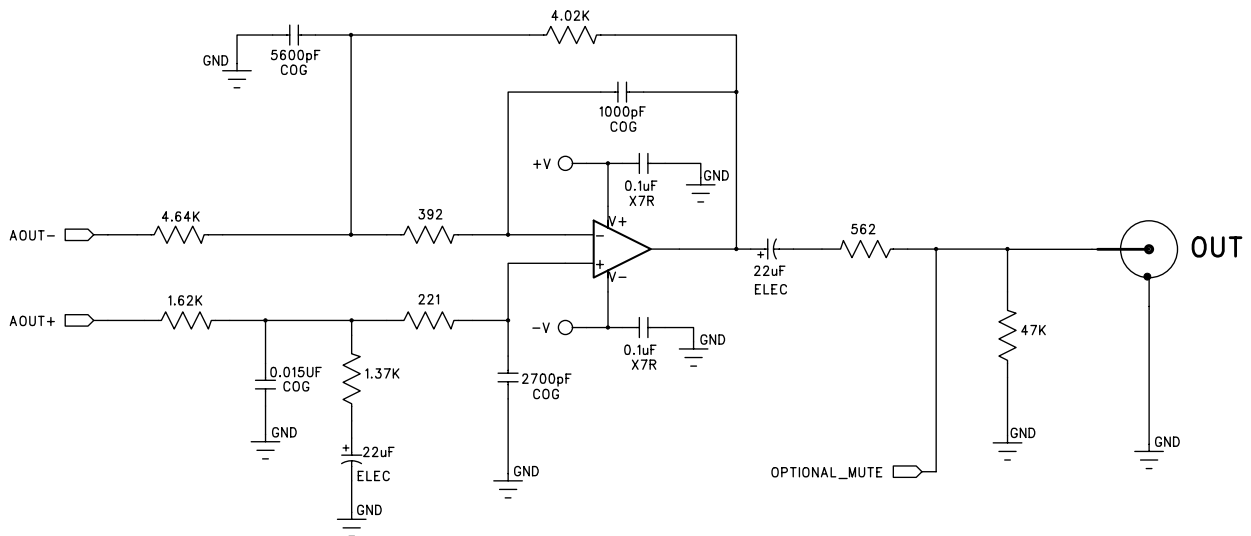 4.02K
GND
5600pF
COG
1000pF
COG
+V
GND
0.1uF
X7R
4.64K
392
V+
AOUT-
-
562
OUT
+
+
22uF
ELEC
V-
1.62K
221
AOUT+
-V
GND
0.1uF
X7R
47K
0.015UF
COG
1.37K
2700pF
COG
GND
+
22uF
ELEC
GND
GND
GND
GND
OPTIONAL_MUTE